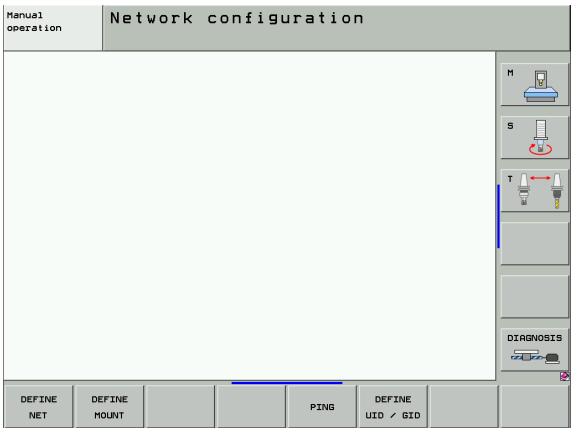 Manual
operation
Network configuration
M
S
T
DIAGNOSIS
DEFINE
NET
DEFINE
MOUNT
PING
DEFINE
UID / GID